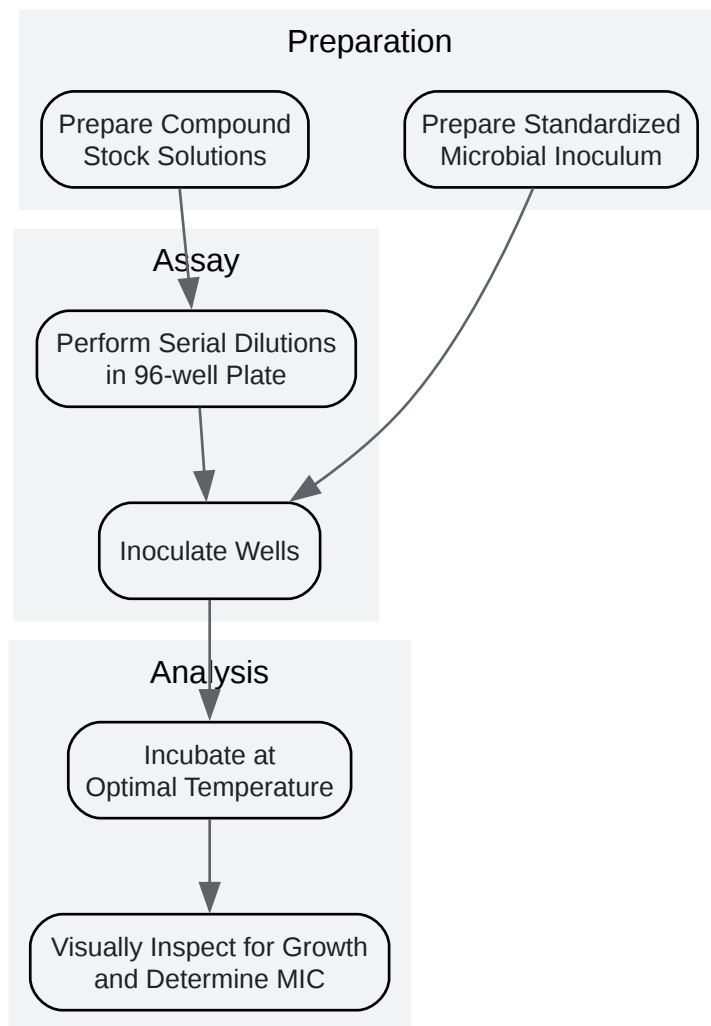 Preparation
Prepare Compound
Stock Solutions
Prepare Standardized
Microbial Inoculum
Assay
Perform Serial Dilutions
in 96-well Plate
Inoculate Wells
Analysis
Incubate at
Optimal Temperature
Visually Inspect for Growth
and Determine MIC